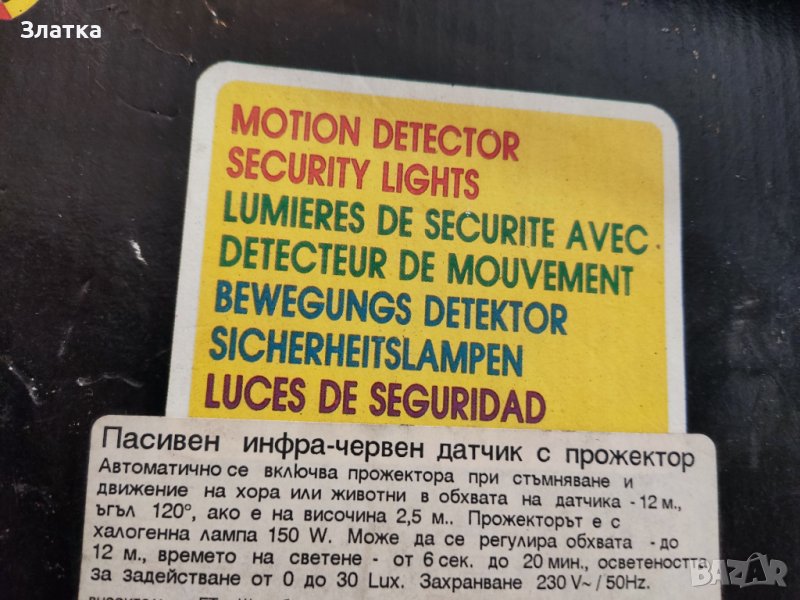 Златка
MOTION DETECTOR
SECURITY LIGHTS
LUMIERES DE SECURITE AVEC
DETECTEUR DE MOUVEMENT
BEWEGUNGS DETEKTOR
SICHERHEITSLAMPEN
LUCES DE SEGURIDAD
Пасивен инфра-червен датчик с прожектор
Автоматично се включва прожектора при стъмняване и
движение на хора или животни в обхвата на датчика - 12 м.,
ъгъл 120°, ако е на височина 2,5 м.. Прожекторът е с
халогенна лампа 150 W. Може да се регулира обхвата - до
12 м., времето на светене - от 6 сек. до 20 мин., осветеността
за задействане от 0 до 30 Lux. Захранване 230 V~ / 50Hz.
BAZAR